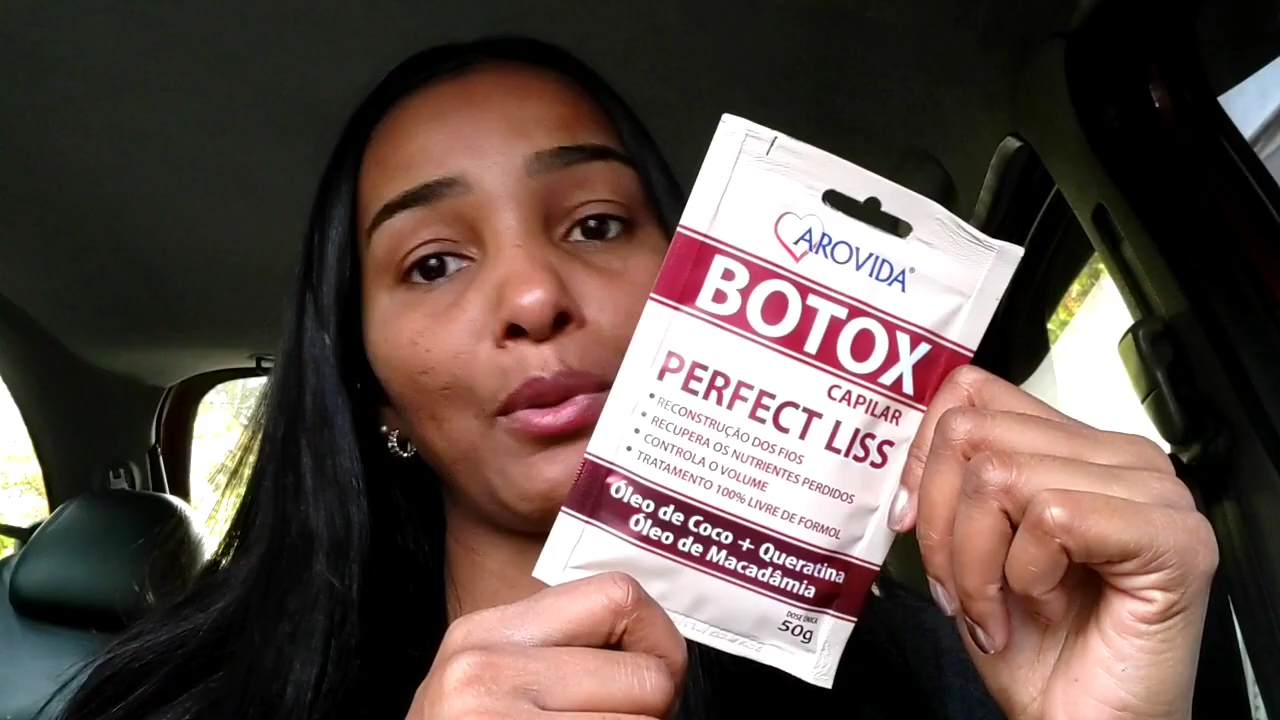 AROVIDA®
BOTOX
CAPILAR
PERFECT LISS
• RECONSTRUÇÃO DOS FIOS
• RECUPERA OS NUTRIENTES PERDIDOS
• CONTROLA O VOLUME
• TRATAMENTO 100% LIVRE DE FORMOL
Óleo de Coco + Queratina
Óleo de Macadâmia
DOSE ÚNICA
50g